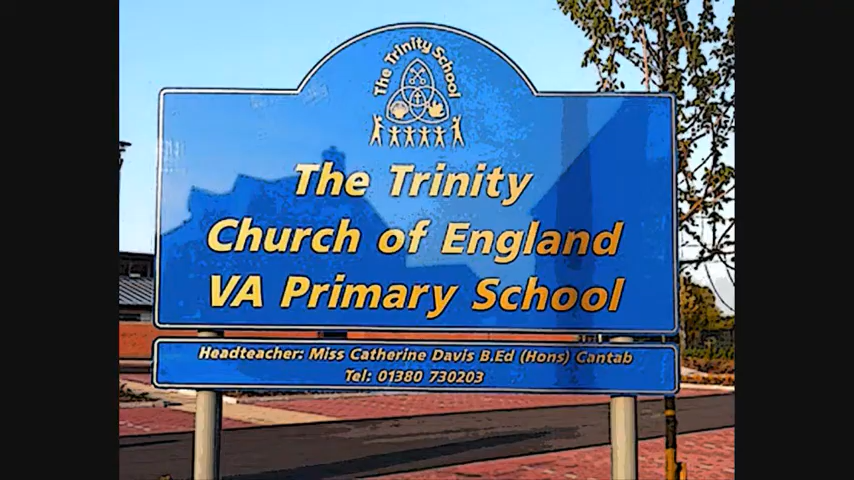 The Trinity School
The Trinity
Church of England
VA Primary School
Headteacher: Miss Catherine Davis B.Ed (Hons) Cantab
Tel: 01380 730203